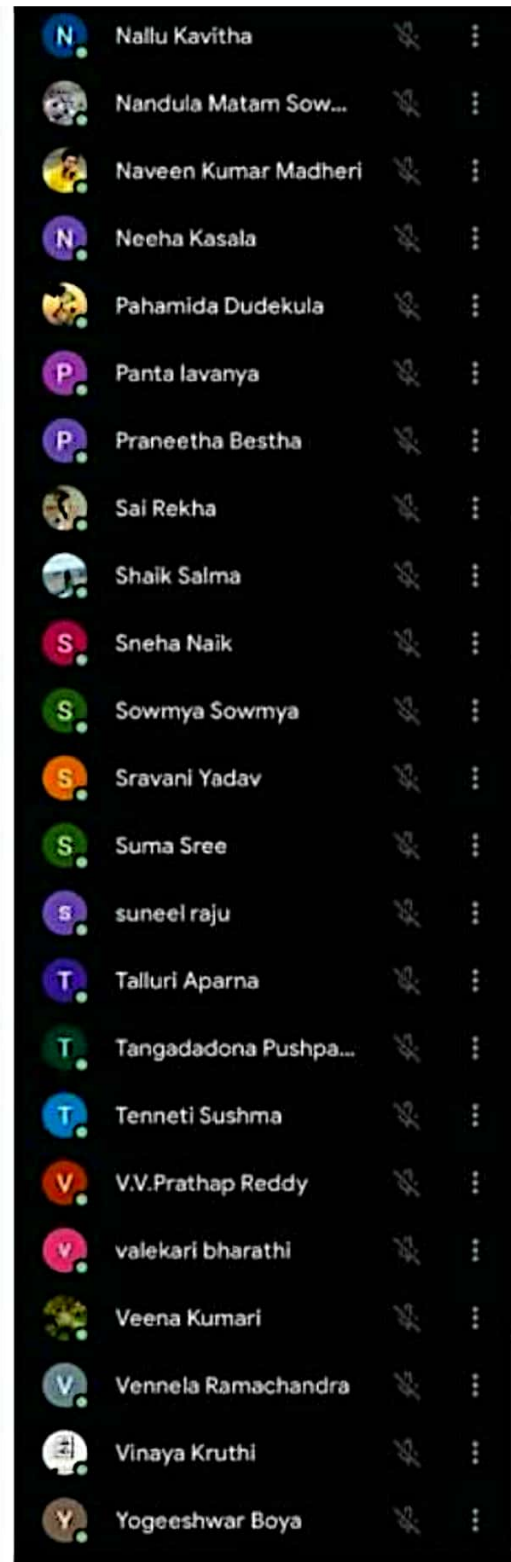 N Nallu Kavitha
Nandula Matam Sow...
Naveen Kumar Madheri
N Neeha Kasala
Pahamida Dudekula
P Panta lavanya
P Praneetha Bestha
Sai Rekha
Shaik Salma
S Sneha Naik
S Sowmya Sowmya
S Sravani Yadav
S Suma Sree
s suneel raju
T Talluri Aparna
T Tangadadona Pushpa...
T Tenneti Sushma
V V.V.Prathap Reddy
v valekari bharathi
Veena Kumari
V Vennela Ramachandra
Vinaya Kruthi
Y Yogeeshwar Boya